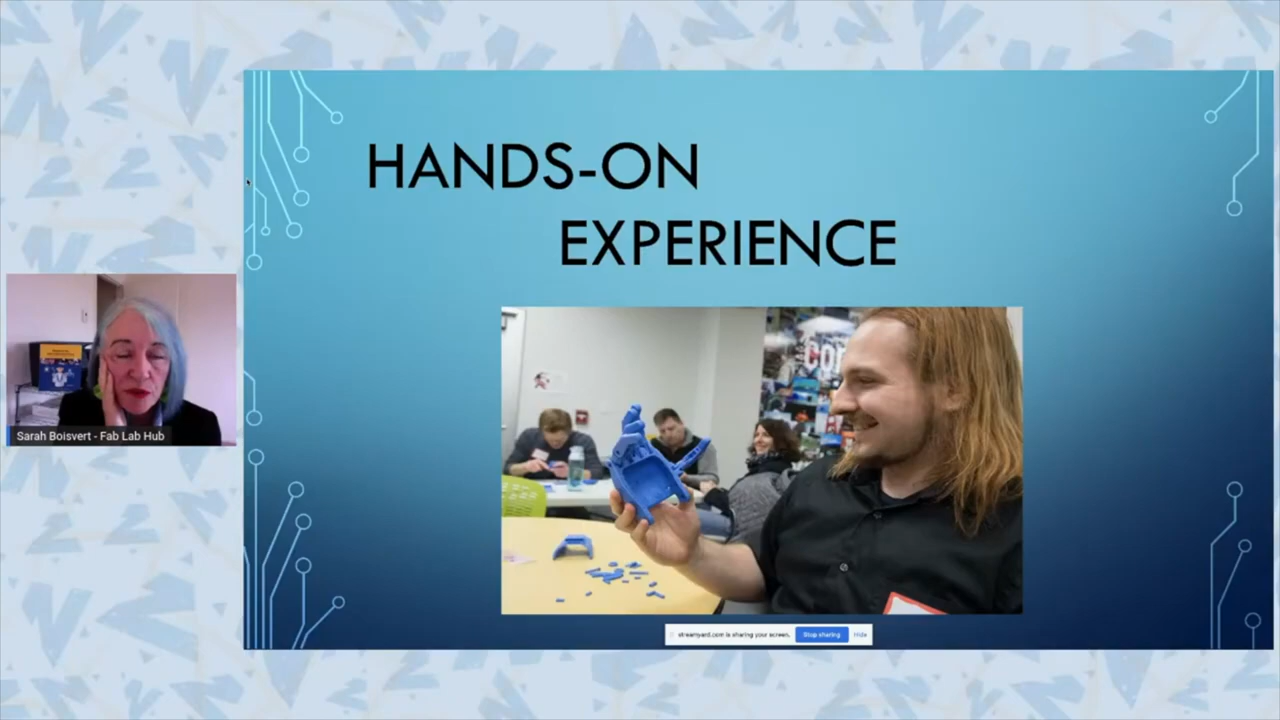 HANDS-ON
EXPERIENCE
Sarah Boisvert - Fab Lab Hub
streamyard.com is sharing your screen.
Stop sharing
Hide